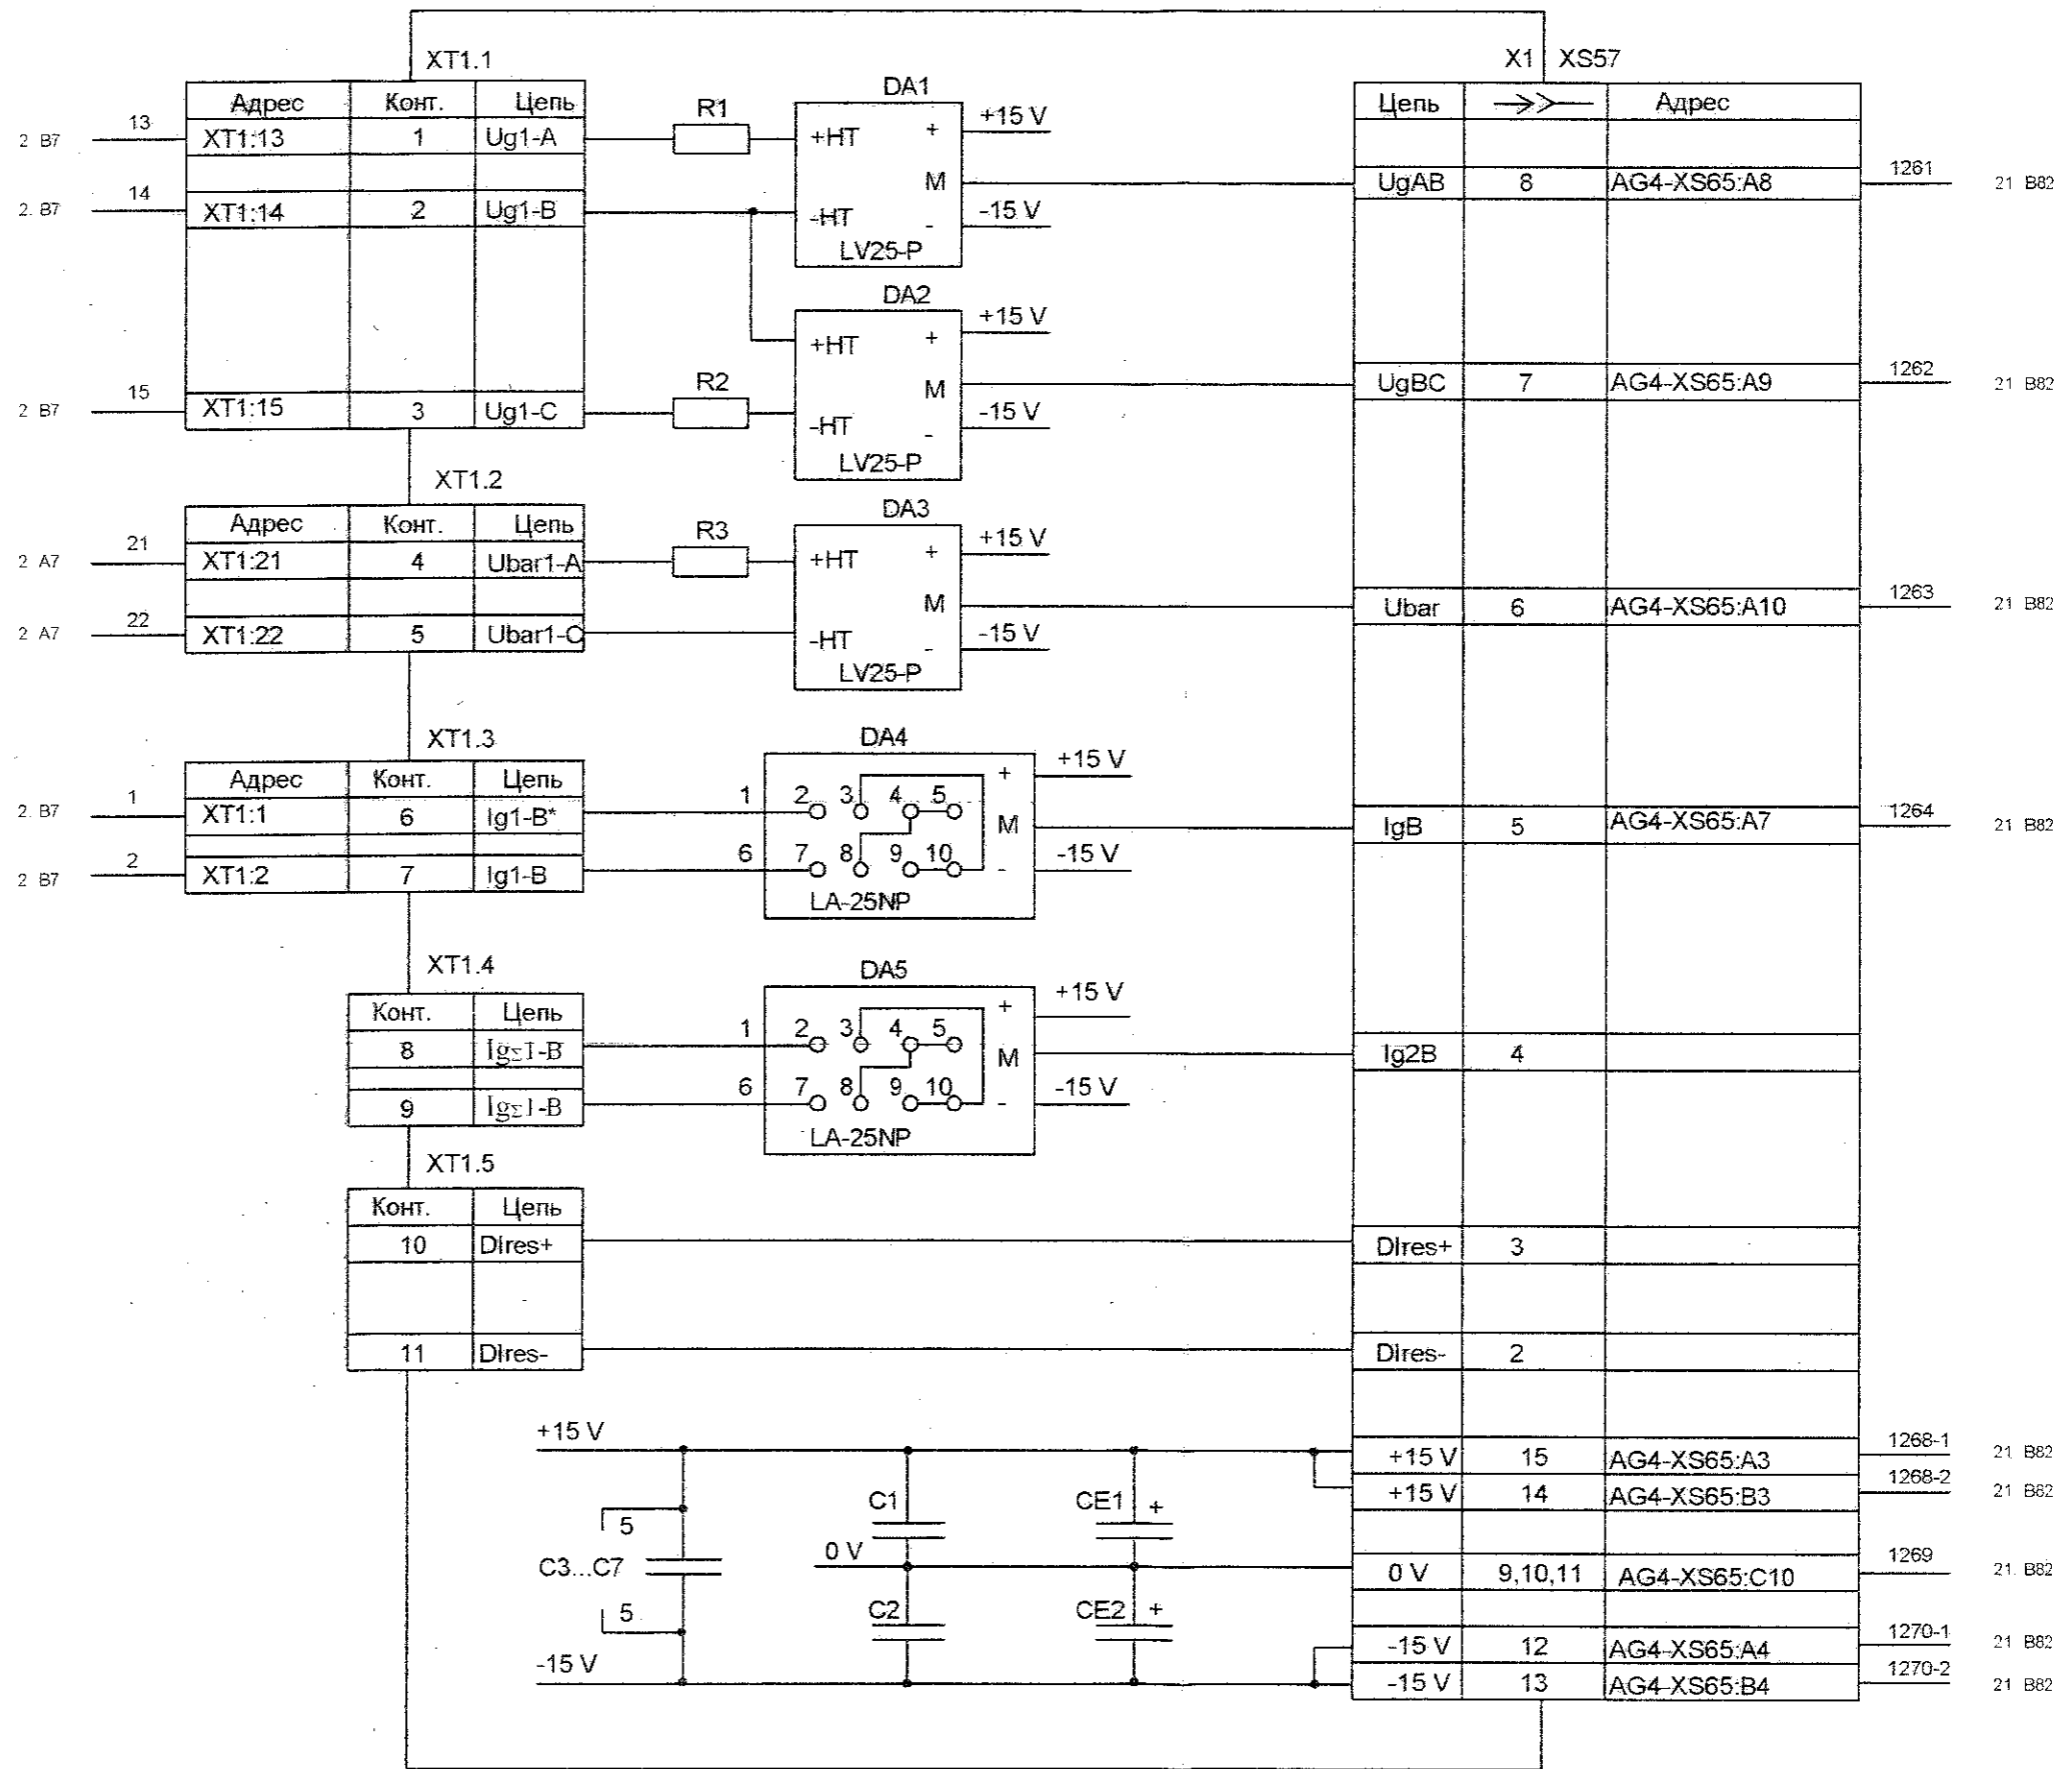 XT1.1
Адрес Конт. Цепь
2 B7 13 XT1:13 1 Ug1-A
2. B7 14 XT1:14 2 Ug1-B
2 B7 15 XT1:15 3 Ug1-C
R1
DA1
+HT + +15 V
M
-HT - -15 V
LV25-P
DA2
+HT + +15 V
R2
M
-HT - -15 V
LV25-P
XT1.2
Адрес Конт. Цепь
2 A7 21 XT1:21 4 Ubar1-A
2 A7 22 XT1:22 5 Ubar1-C
R3
DA3
+HT + +15 V
M
-HT - -15 V
LV25-P
XT1.3
Адрес Конт. Цепь
2. B7 1 XT1:1 6 Ig1-B*
2 B7 2 XT1:2 7 Ig1-B
DA4
1 2 3 4 5 + +15 V
M
6 7 8 9 10 - -15 V
LA-25NP
XT1.4
Конт. Цепь
8 IgΣ1-B
9 IgΣ1-B
DA5
1 2 3 4 5 + +15 V
M
6 7 8 9 10 - -15 V
LA-25NP
XT1.5
Конт. Цепь
10 DIres+
11 DIres-
+15 V
5
C3...C7
5
-15 V
C1
0 V
C2
CE1 +
CE2 +
X1 XS57
Цепь Адрес
UgAB 8 AG4-XS65:A8 1261 21 B82
UgBC 7 AG4-XS65:A9 1262 21 B82
Ubar 6 AG4-XS65:A10 1263 21 B82
IgB 5 AG4-XS65:A7 1264 21 B82
Ig2B 4
DIres+ 3
DIres- 2
+15 V 15 AG4-XS65:A3 1268-1 21 B82
+15 V 14 AG4-XS65:B3 1268-2 21 B82
0 V 9,10,11 AG4-XS65:C10 1269 21. B82
-15 V 12 AG4-XS65:A4 1270-1 21 B82
-15 V 13 AG4-XS65:B4 1270-2 21 B82